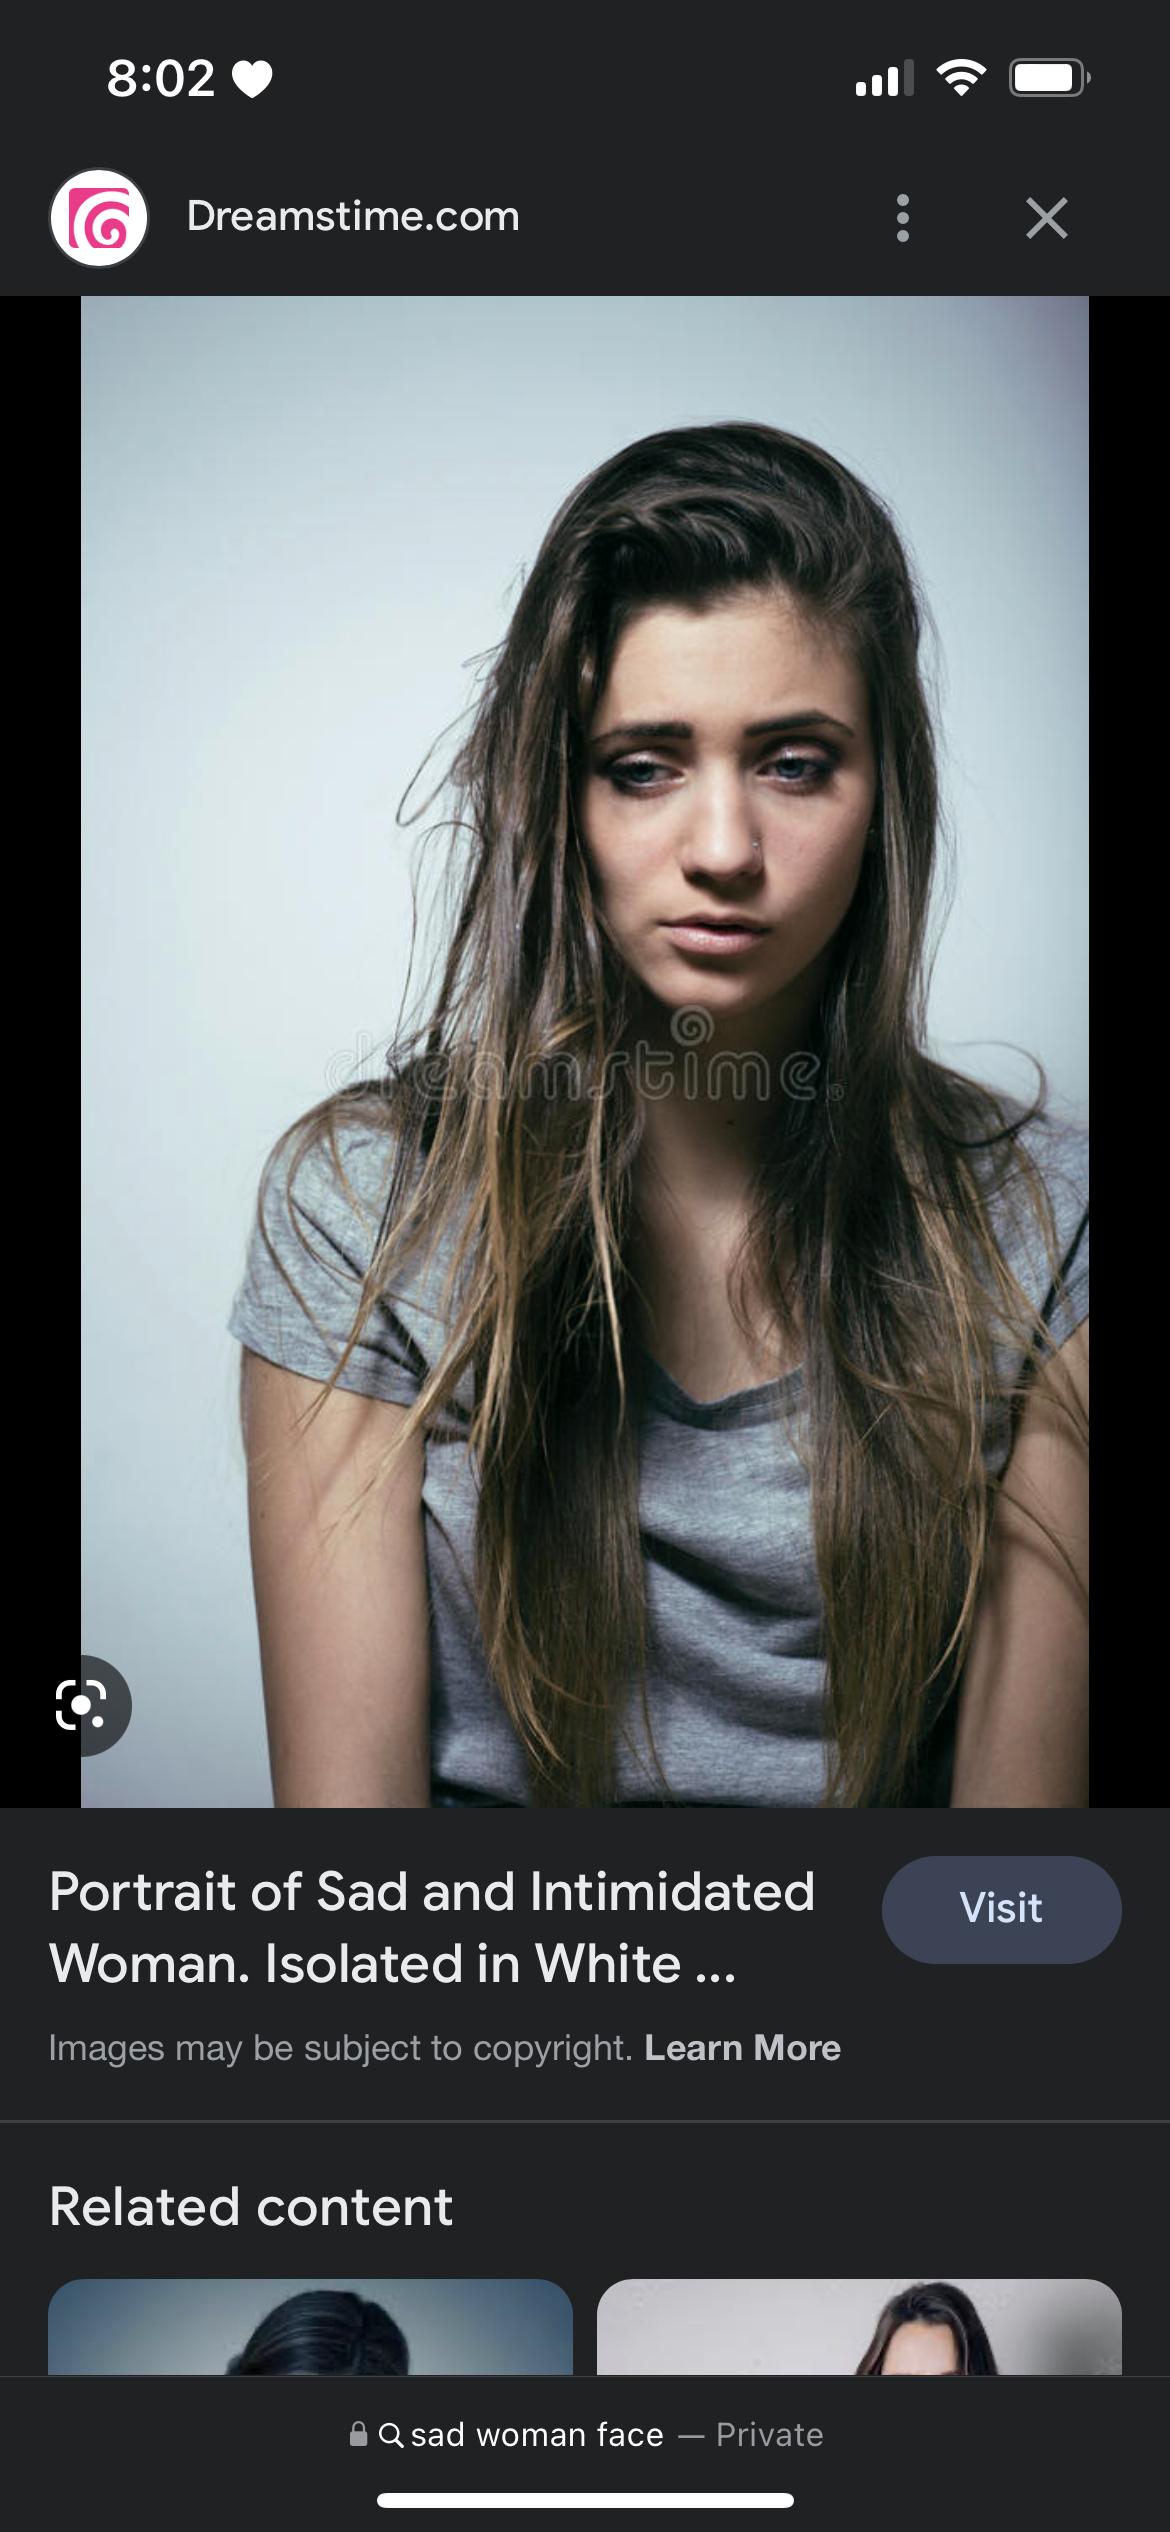 8:02
Dreamstime.com
dreamstime®
Portrait of Sad and Intimidated
Woman. Isolated in White ...
Visit
Images may be subject to copyright. Learn More
Related content
sad woman face — Private